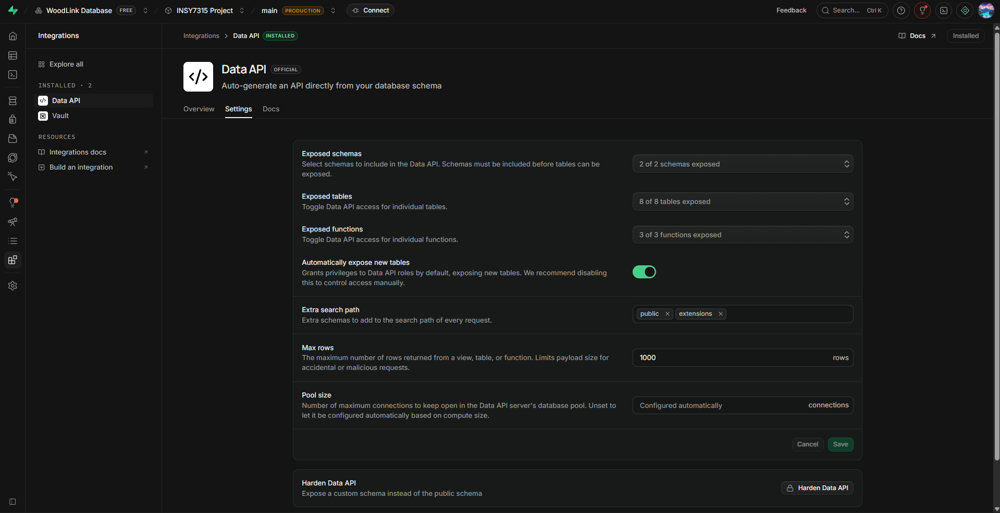 WoodLink Database FREE INSY7315 Project main PRODUCTION Connect Feedback Search... Ctrl K
Integrations
Integrations Data API INSTALLED Docs Installed
Explore all
INSTALLED · 2
Data API
Vault
RESOURCES
Integrations docs
Build an integration
Data API OFFICIAL
Auto-generate an API directly from your database schema
Overview Settings Docs
Exposed schemas
Select schemas to include in the Data API. Schemas must be included before tables can be
exposed.
2 of 2 schemas exposed
Exposed tables
Toggle Data API access for individual tables.
8 of 8 tables exposed
Exposed functions
Toggle Data API access for individual functions.
3 of 3 functions exposed
Automatically expose new tables
Grants privileges to Data API roles by default, exposing new tables. We recommend disabling
this to control access manually.
Extra search path
Extra schemas to add to the search path of every request.
public extensions
Max rows
The maximum number of rows returned from a view, table, or function. Limits payload size for
accidental or malicious requests.
1000 rows
Pool size
Number of maximum connections to keep open in the Data API server's database pool. Unset to
let it be configured automatically based on compute size.
Configured automatically connections
Cancel Save
Harden Data API
Expose a custom schema instead of the public schema
Harden Data API